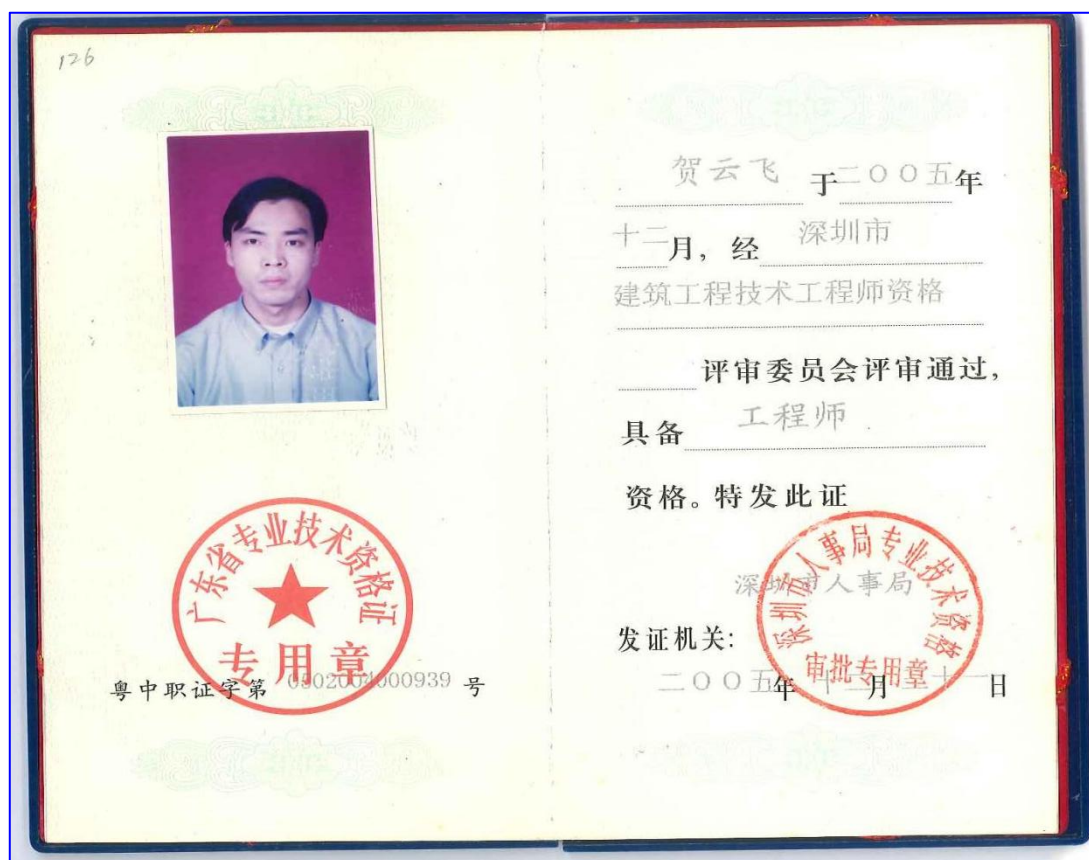 126
广东省专业技术资格证
专用章
粤中职证字第 0502004000939 号
贺云飞 于二〇〇五年
十二月，经 深圳市
建筑工程技术工程师资格
评审委员会评审通过，
具备 工程师
资格。特发此证
深圳市人事局专业技术资格
审批专用章
深圳市人事局
发证机关：
二〇〇五年 十二月 日